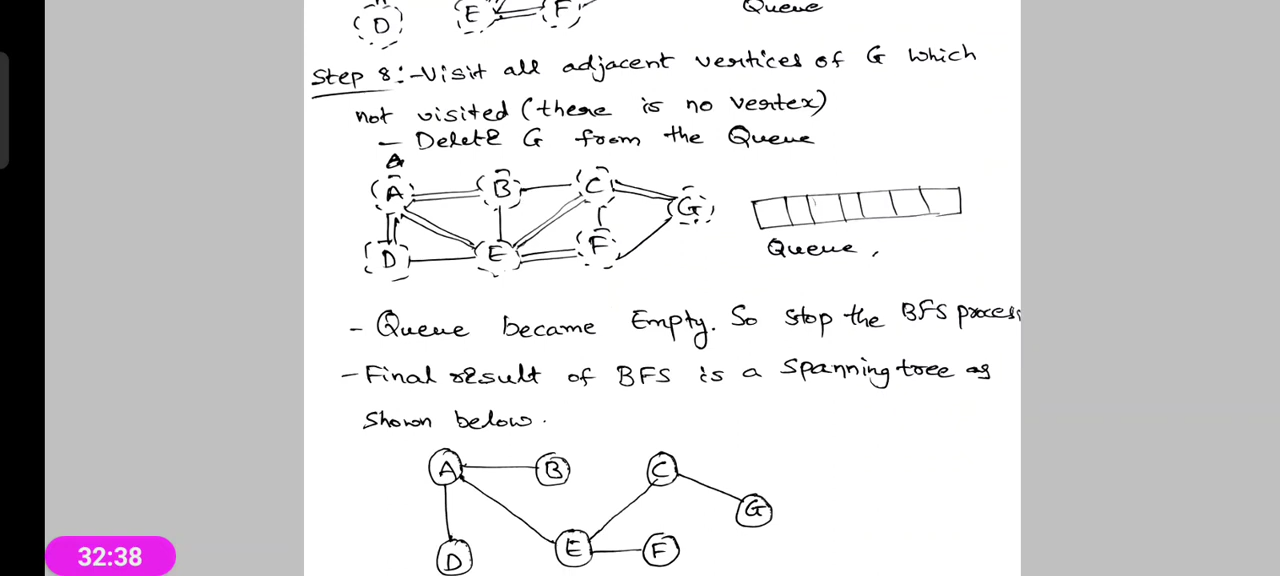 D E F Queue
Step 8:- Visit all adjacent vertices of G which
not visited (there is no vertex)
- Delete G from the Queue
A
A B C G
D E F
Queue,
- Queue became Empty. So stop the BFS process
- Final result of BFS is a spanning tree as
shown below.
A B C
G
D E F
32:38